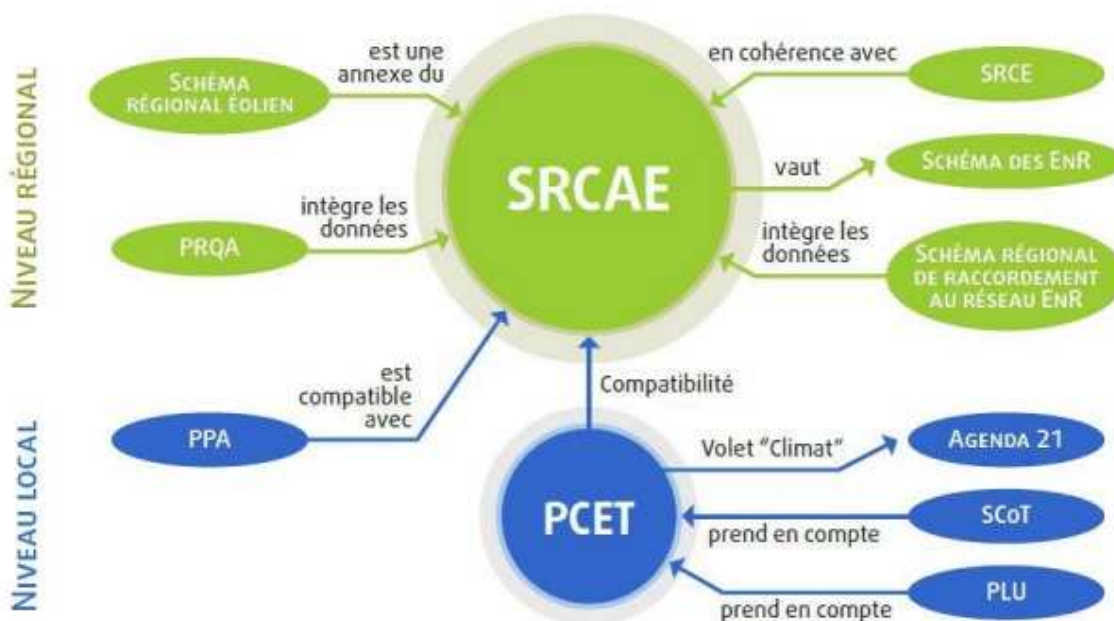 NIVEAU RÉGIONAL
SCHÉMA
RÉGIONAL ÉOLIEN
est une
annexe du
en cohérence avec
SRCE
SRCAE
vaut
SCHÉMA DES ENR
PRQA
intègre les
données
intègre les
données
SCHÉMA RÉGIONAL
DE RACCORDEMENT
AU RÉSEAU ENR
NIVEAU LOCAL
PPA
est
compatible
avec
Compatibilité
PCET
Volet "Climat"
AGENDA 21
prend en compte
SCOT
prend en compte
PLU